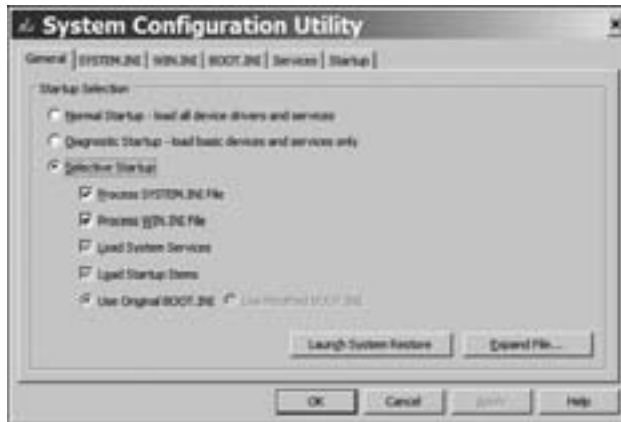 System Configuration Utility
General SYSTEM.INI WIN.INI BOOT.INI Services Startup
Startup Selection
Normal Startup - load all device drivers and services
Diagnostic Startup - load basic devices and services only
Selective Startup
Process SYSTEM.INI File
Process WIN.INI File
Load System Services
Load Startup Items
Use Original BOOT.INI Use Modified BOOT.INI
Launch System Restore Expand File...
OK Cancel Apply Help